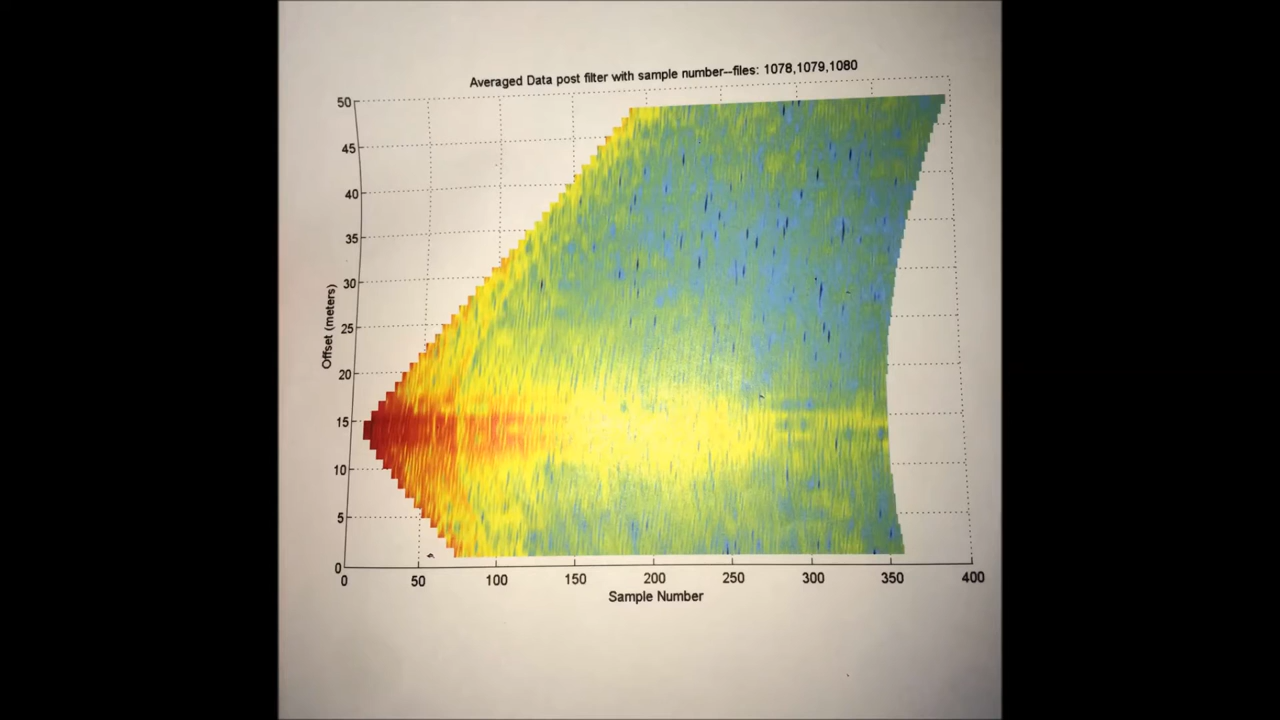 Averaged Data post filter with sample number--files: 1078,1079,1080
50
45
40
35
30
25
20
15
10
5
0
Offset (meters)
0 50 100 150 200 250 300 350 400
Sample Number